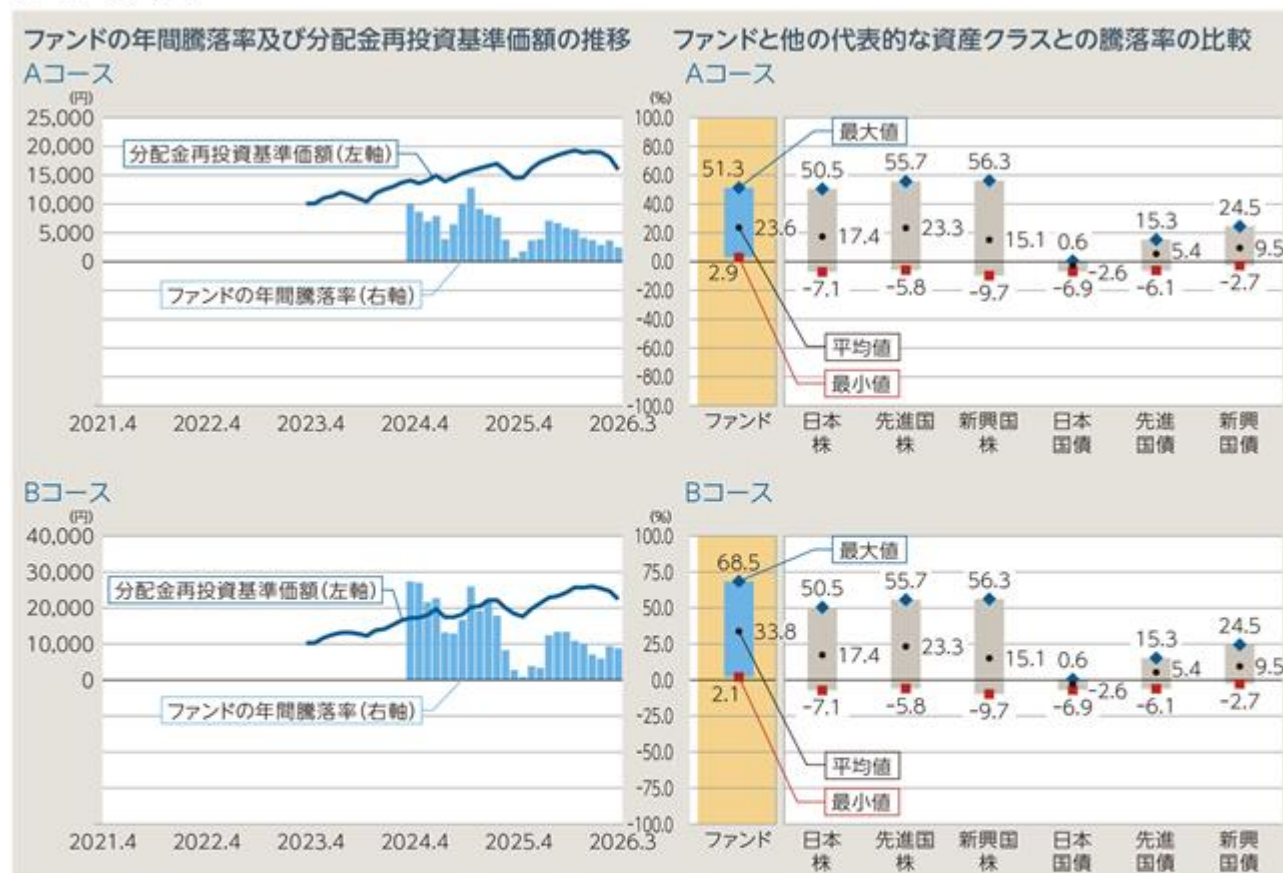 ファンドの年間騰落率及び分配金再投資基準価額の推移
ファンドと他の代表的な資産クラスとの騰落率の比較
Aコース
(円)
25,000
20,000
15,000
10,000
5,000
0
分配金再投資基準価額(左軸)
ファンドの年間騰落率(右軸)
2021.4 2022.4 2023.4 2024.4 2025.4 2026.3
Aコース
(%)
100.0
80.0
60.0
40.0
20.0
0.0
-20.0
-40.0
-60.0
-80.0
-100.0
最大値
51.3 50.5 55.7 56.3 0.6 15.3 24.5
23.6 17.4 23.3 15.1 -2.6 5.4 9.5
2.9 -7.1 -5.8 -9.7 -6.9 -6.1 -2.7
平均値
最小値
ファンド 日本 先進国 新興国 日本 先進 新興
株 株 株 国債 国債 国債
Bコース
(円)
40,000
30,000
20,000
10,000
0
分配金再投資基準価額(左軸)
ファンドの年間騰落率(右軸)
2021.4 2022.4 2023.4 2024.4 2025.4 2026.3
Bコース
(%)
100.0
75.0
50.0
25.0
0.0
-25.0
-50.0
-75.0
-100.0
最大値
68.5 50.5 55.7 56.3 0.6 15.3 24.5
33.8 17.4 23.3 15.1 -2.6 5.4 9.5
2.1 -7.1 -5.8 -9.7 -6.9 -6.1 -2.7
平均値
最小値
ファンド 日本 先進国 新興国 日本 先進 新興
株 株 株 国債 国債 国債